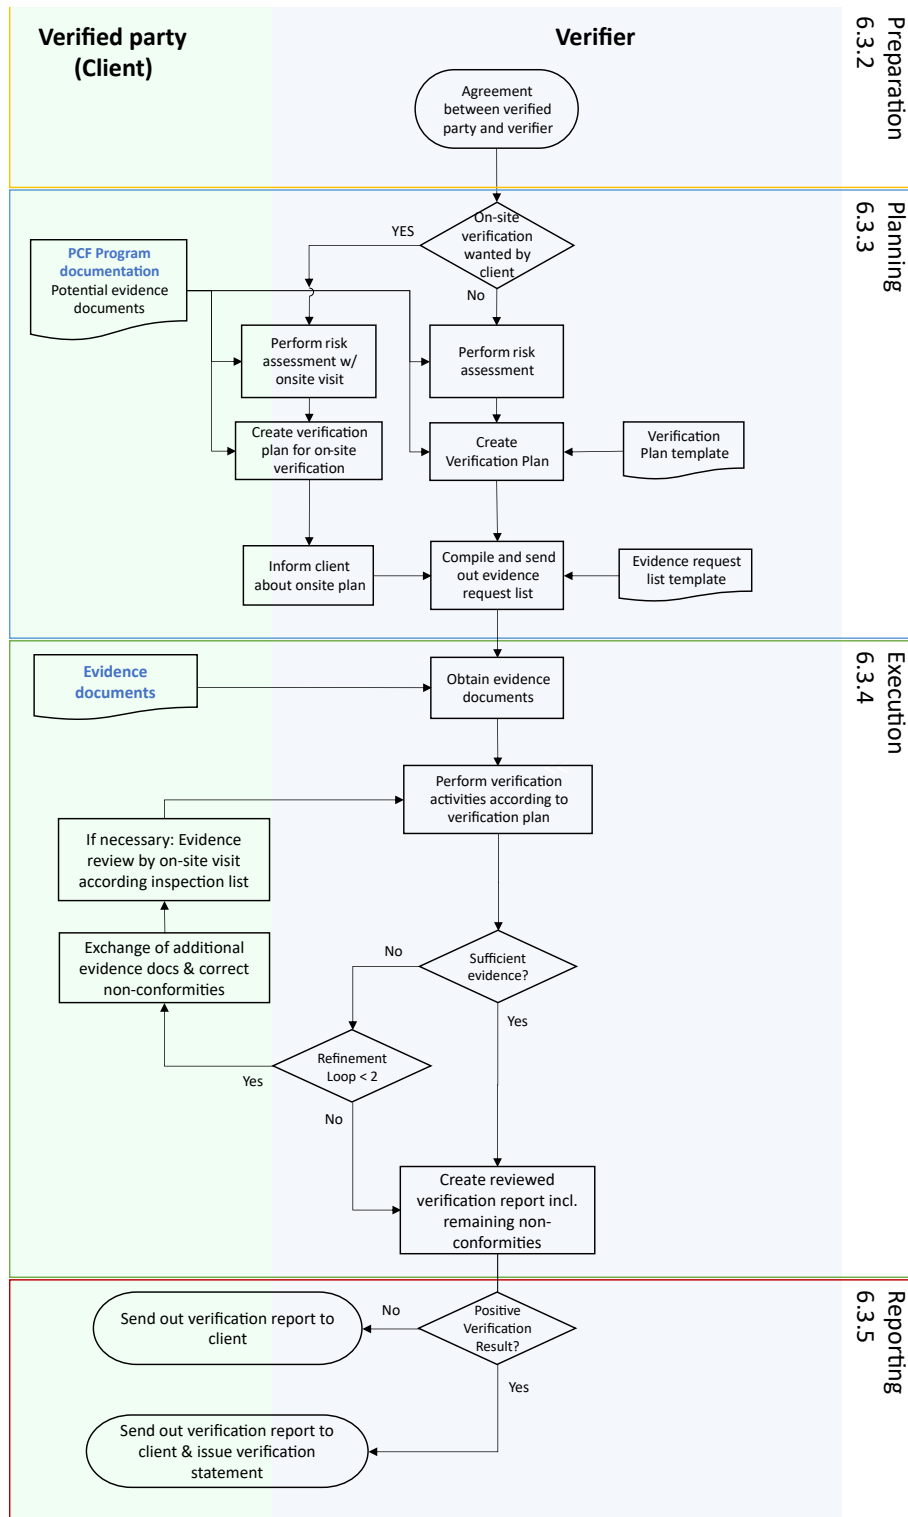 Verified party
(Client)
Verifier
Preparation
6.3.2
Agreement
between verified
party and verifier
Planning
6.3.3
On-site
verification
wanted by
client
YES
No
PCF Program
documentation
Potential evidence
documents
Perform risk
assessment w/
onsite visit
Perform risk
assessment
Create verification
plan for on-site
verification
Create
Verification Plan
Verification
Plan template
Inform client
about onsite plan
Compile and send
out evidence
request list
Evidence request
list template
Execution
6.3.4
Evidence
documents
Obtain evidence
documents
Perform verification
activities according to
verification plan
If necessary: Evidence
review by on-site visit
according inspection list
Exchange of additional
evidence docs & correct
non-conformities
No
Sufficient
evidence?
Yes
Refinement
Loop < 2
Yes
No
Create reviewed
verification report incl.
remaining non-
conformities
Reporting
6.3.5
Send out verification report to
client
No
Positive
Verification
Result?
Yes
Send out verification report to
client & issue verification
statement